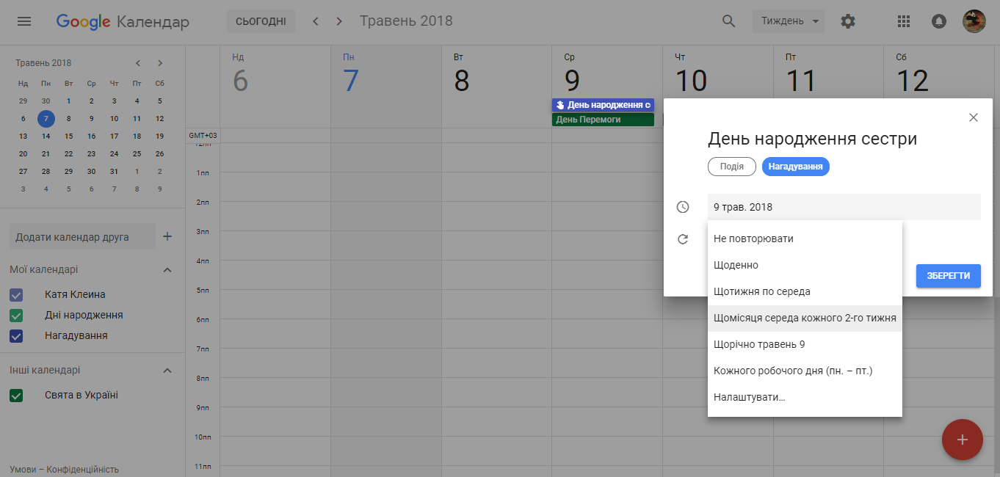 Google Календар
СЬОГОДНІ
Травень 2018
Тиждень
Травень 2018
Нд Пн Вт Ср Чт Пт Сб
29 30 1 2 3 4 5
6 7 8 9 10 11 12
13 14 15 16 17 18 19
20 21 22 23 24 25 26
27 28 29 30 31 1 2
3 4 5 6 7 8 9
Додати календар друга
Мої календарі
Катя Клеина
Дні народження
Нагадування
Інші календарі
Свята в Україні
Умови – Конфіденційність
Нд Пн Вт Ср Чт Пт Сб
6 7 8 9 10 11 12
День народження с
День Перемоги
GMT+03
12пп
1пп
2пп
3пп
4пп
5пп
6пп
7пп
8пп
9пп
10пп
11пп
День народження сестри
Подія Нагадування
9 трав. 2018
Не повторювати
Щоденно
Щотижня по середа
Щомісяця середа кожного 2-го тижня
Щорічно травень 9
Кожного робочого дня (пн. – пт.)
Налаштувати…
ЗБЕРЕГТИ